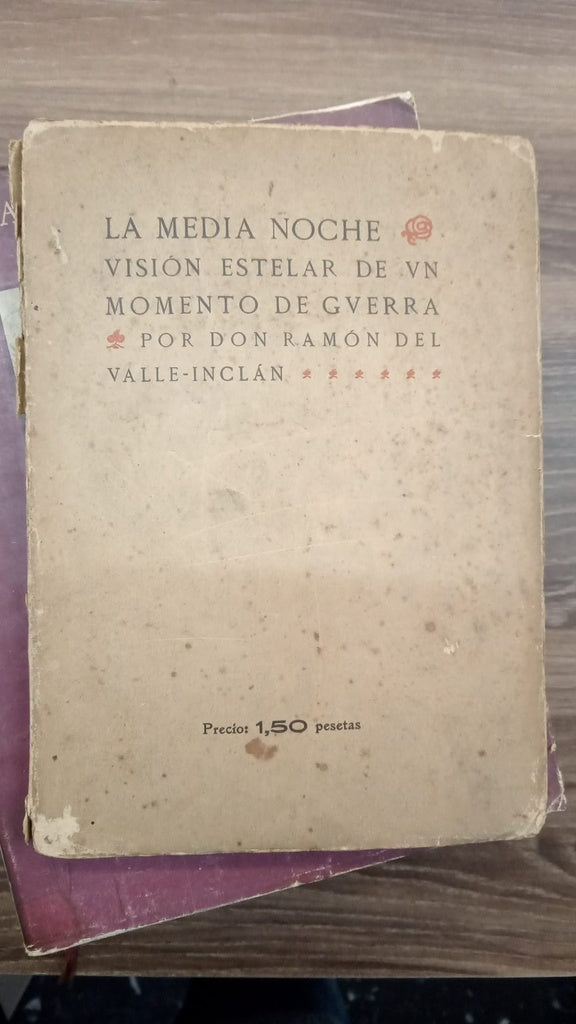 LA MEDIA NOCHE
VISIÓN ESTELAR DE VN
MOMENTO DE GVERRA
POR DON RAMÓN DEL
VALLE-INCLÁN
Precio: 1,50 pesetas
A